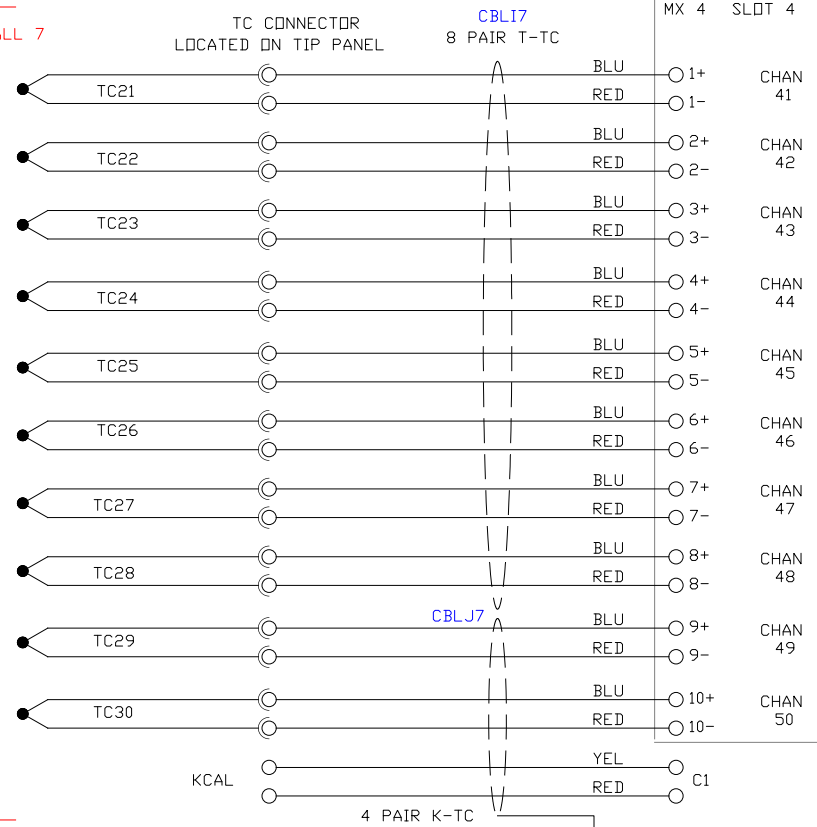 MX 4 SLOT 4
CBLI7
TC CONNECTOR
LOCATED ON TIP PANEL
8 PAIR T-TC
LL 7
TC21 BLU 1+ CHAN
RED 1- 41
TC22 BLU 2+ CHAN
RED 2- 42
TC23 BLU 3+ CHAN
RED 3- 43
TC24 BLU 4+ CHAN
RED 4- 44
TC25 BLU 5+ CHAN
RED 5- 45
TC26 BLU 6+ CHAN
RED 6- 46
TC27 BLU 7+ CHAN
RED 7- 47
TC28 BLU 8+ CHAN
RED 8- 48
CBLJ7
TC29 BLU 9+ CHAN
RED 9- 49
TC30 BLU 10+ CHAN
RED 10- 50
KCAL YEL C1
RED
4 PAIR K-TC